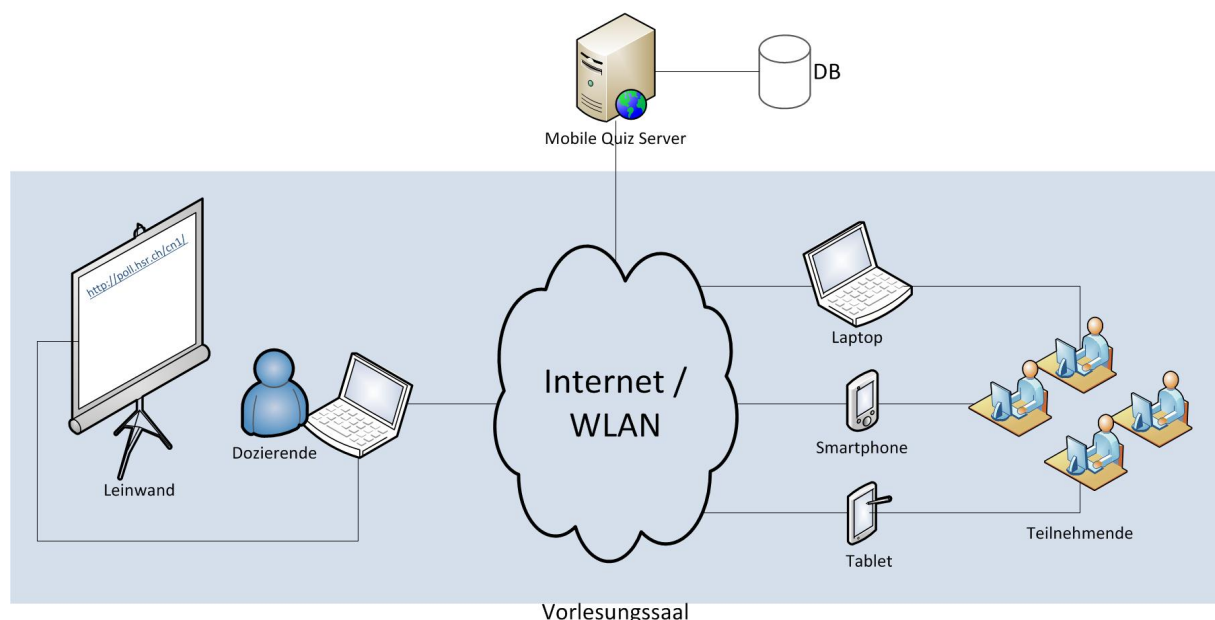 DB
Mobile Quiz Server
http://poll.hsr.ch/cn1/
Leinwand
Dozierende
Internet /
WLAN
Laptop
Smartphone
Tablet
Teilnehmende
Vorlesungssaal